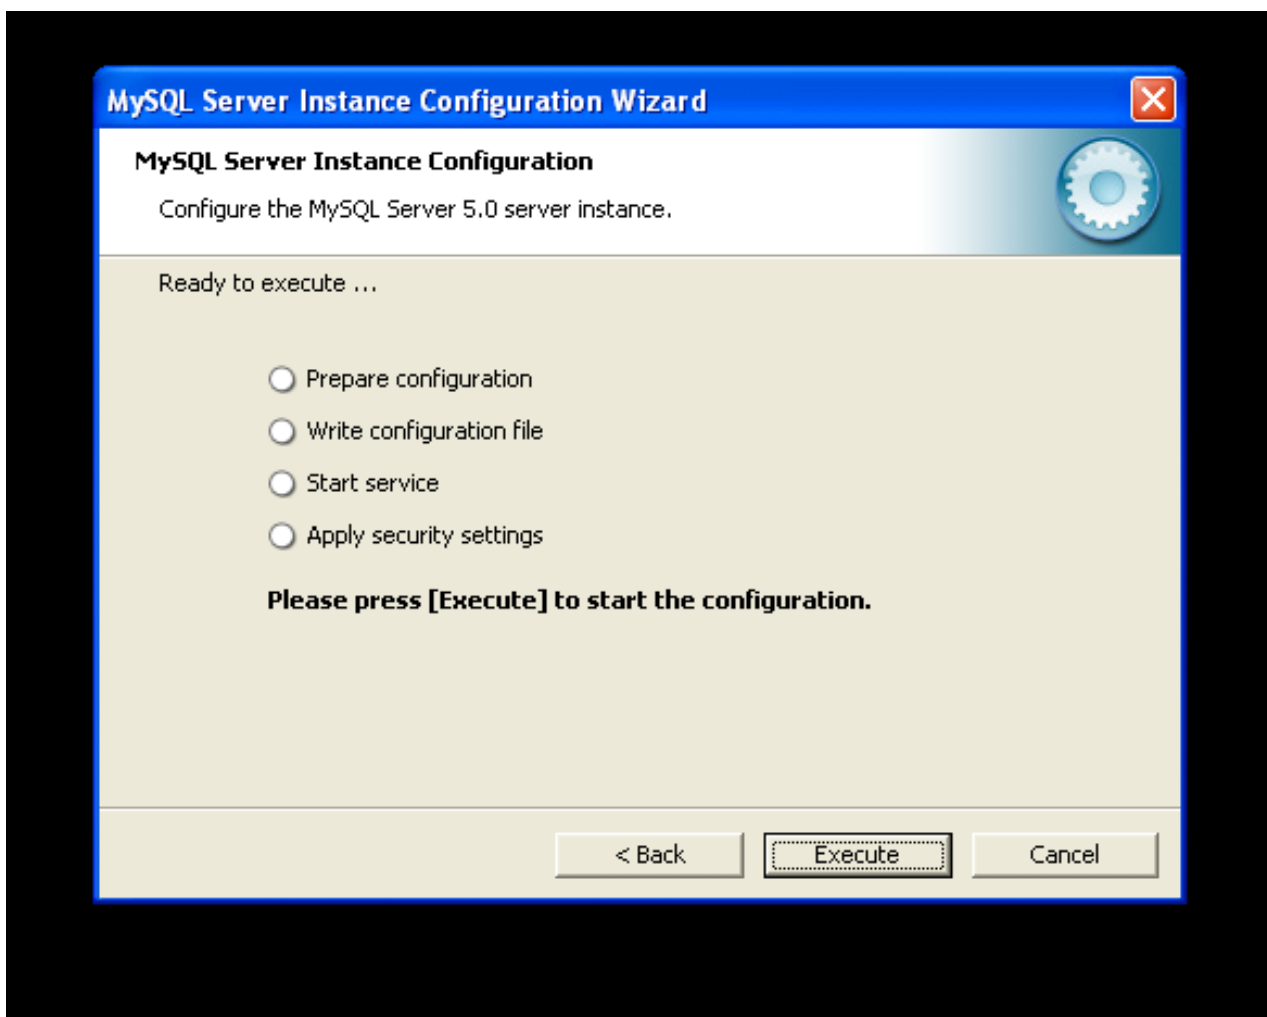 MySQL Server Instance Configuration Wizard
MySQL Server Instance Configuration
Configure the MySQL Server 5.0 server instance.
Ready to execute ...
Prepare configuration
Write configuration file
Start service
Apply security settings
Please press [Execute] to start the configuration.
< Back
Execute
Cancel